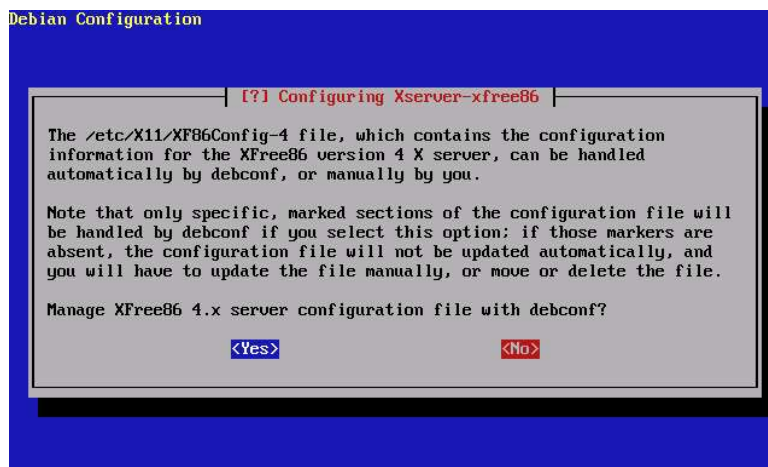 Debian Configuration
[?] Configuring Xserver-xfree86
The /etc/X11/XF86Config-4 file, which contains the configuration
information for the XFree86 version 4 X server, can be handled
automatically by debconf, or manually by you.
Note that only specific, marked sections of the configuration file will
be handled by debconf if you select this option; if those markers are
absent, the configuration file will not be updated automatically, and
you will have to update the file manually, or move or delete the file.
Manage XFree86 4.x server configuration file with debconf?
<Yes> <No>